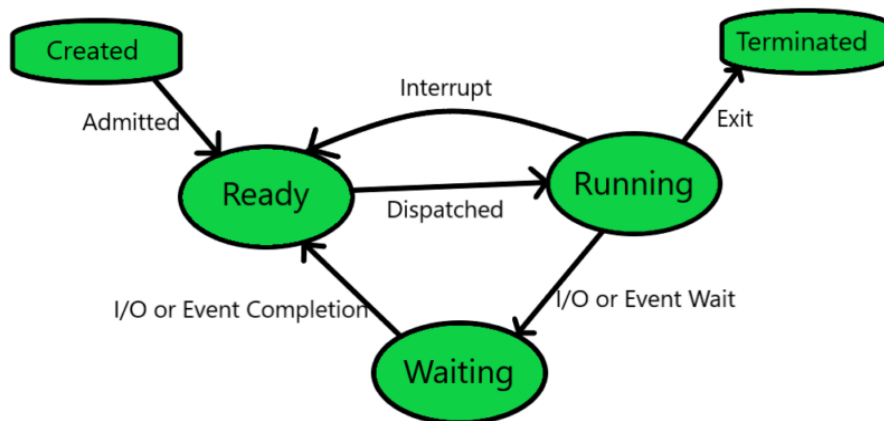 Created
Terminated
Interrupt
Admitted
Exit
Ready
Running
Dispatched
I/O or Event Completion
I/O or Event Wait
Waiting